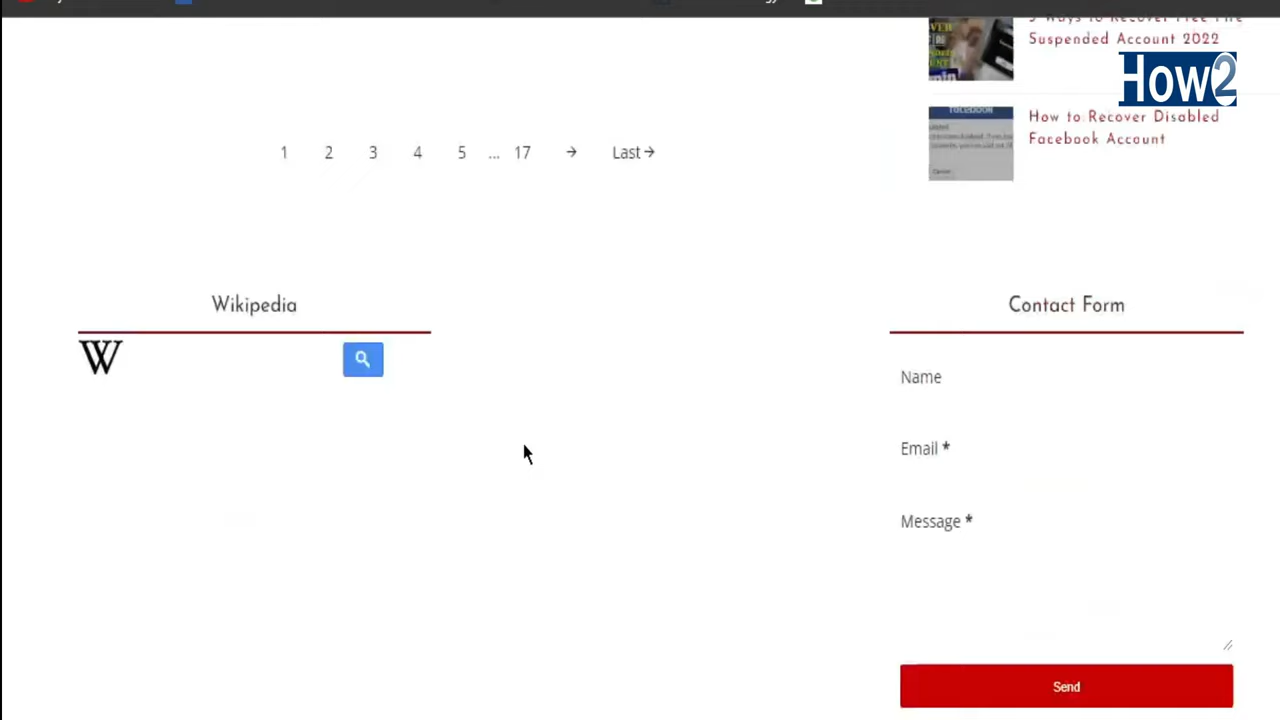 Suspended Account 2022
How2
How to Recover Disabled
Facebook Account
1 2 3 4 5 ... 17 → Last →
Wikipedia
W
Contact Form
Name
Email *
Message *
Send